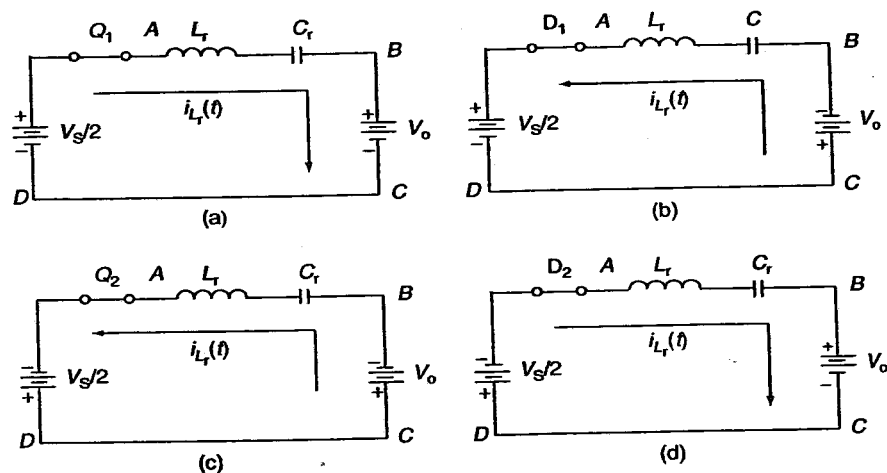 Q₁ A Lᵣ Cᵣ B
+ Vₛ/2 − iLᵣ(t) + Vₒ −
D C
(a)
D₁ A Lᵣ C B
+ Vₛ/2 − iLᵣ(t) − Vₒ +
D C
(b)
Q₂ A Lᵣ Cᵣ B
− Vₛ/2 + iLᵣ(t) − Vₒ +
D C
(c)
D₂ A Lᵣ Cᵣ B
− Vₛ/2 + iLᵣ(t) + Vₒ −
D C
(d)